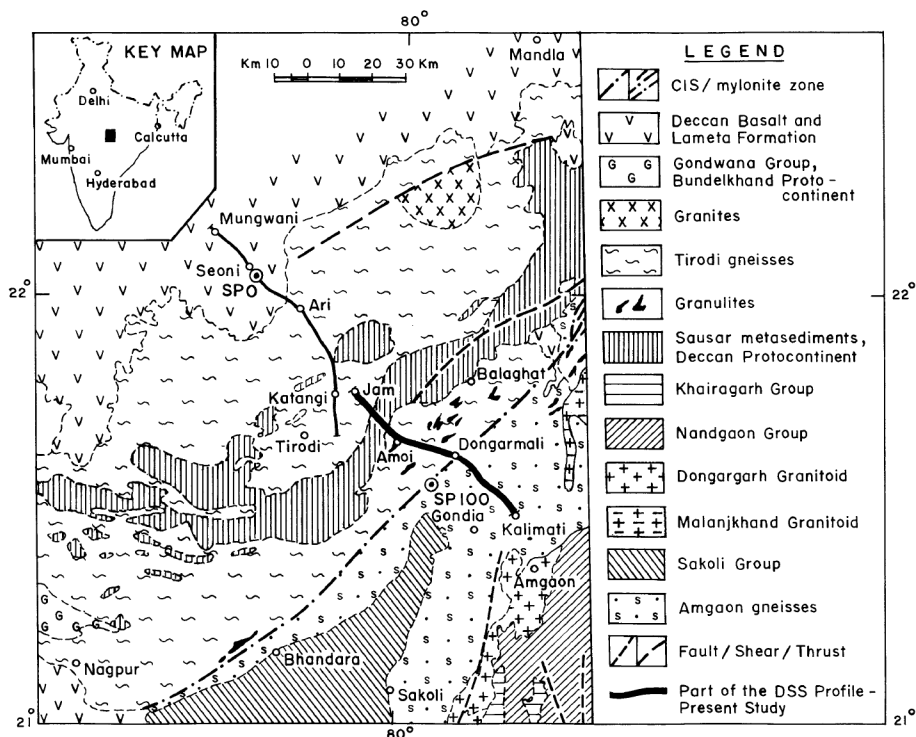 80°
KEY MAP
Delhi
Calcutta
Mumbai
Hyderabad
Km 10 0 10 20 30 Km
Mandla
Mungwani
Seoni
SP0
Ari
22°
22°
Katangi
Jam
Balaghat
Tirodi
Amoi
Dongarmali
SP100
Gondia
Kalimati
Amgaon
Bhandara
Nagpur
Sakoli
21°
21°
80°
LEGEND
CIS/ mylonite zone
Deccan Basalt and
Lameta Formation
Gondwana Group,
Bundelkhand Proto-
continent
Granites
Tirodi gneisses
Granulites
Sausar metasediments,
Deccan Protocontinent
Khairagarh Group
Nandgaon Group
Dongargarh Granitoid
Malanjkhand Granitoid
Sakoli Group
Amgaon gneisses
Fault / Shear / Thrust
Part of the DSS Profile -
Present Study